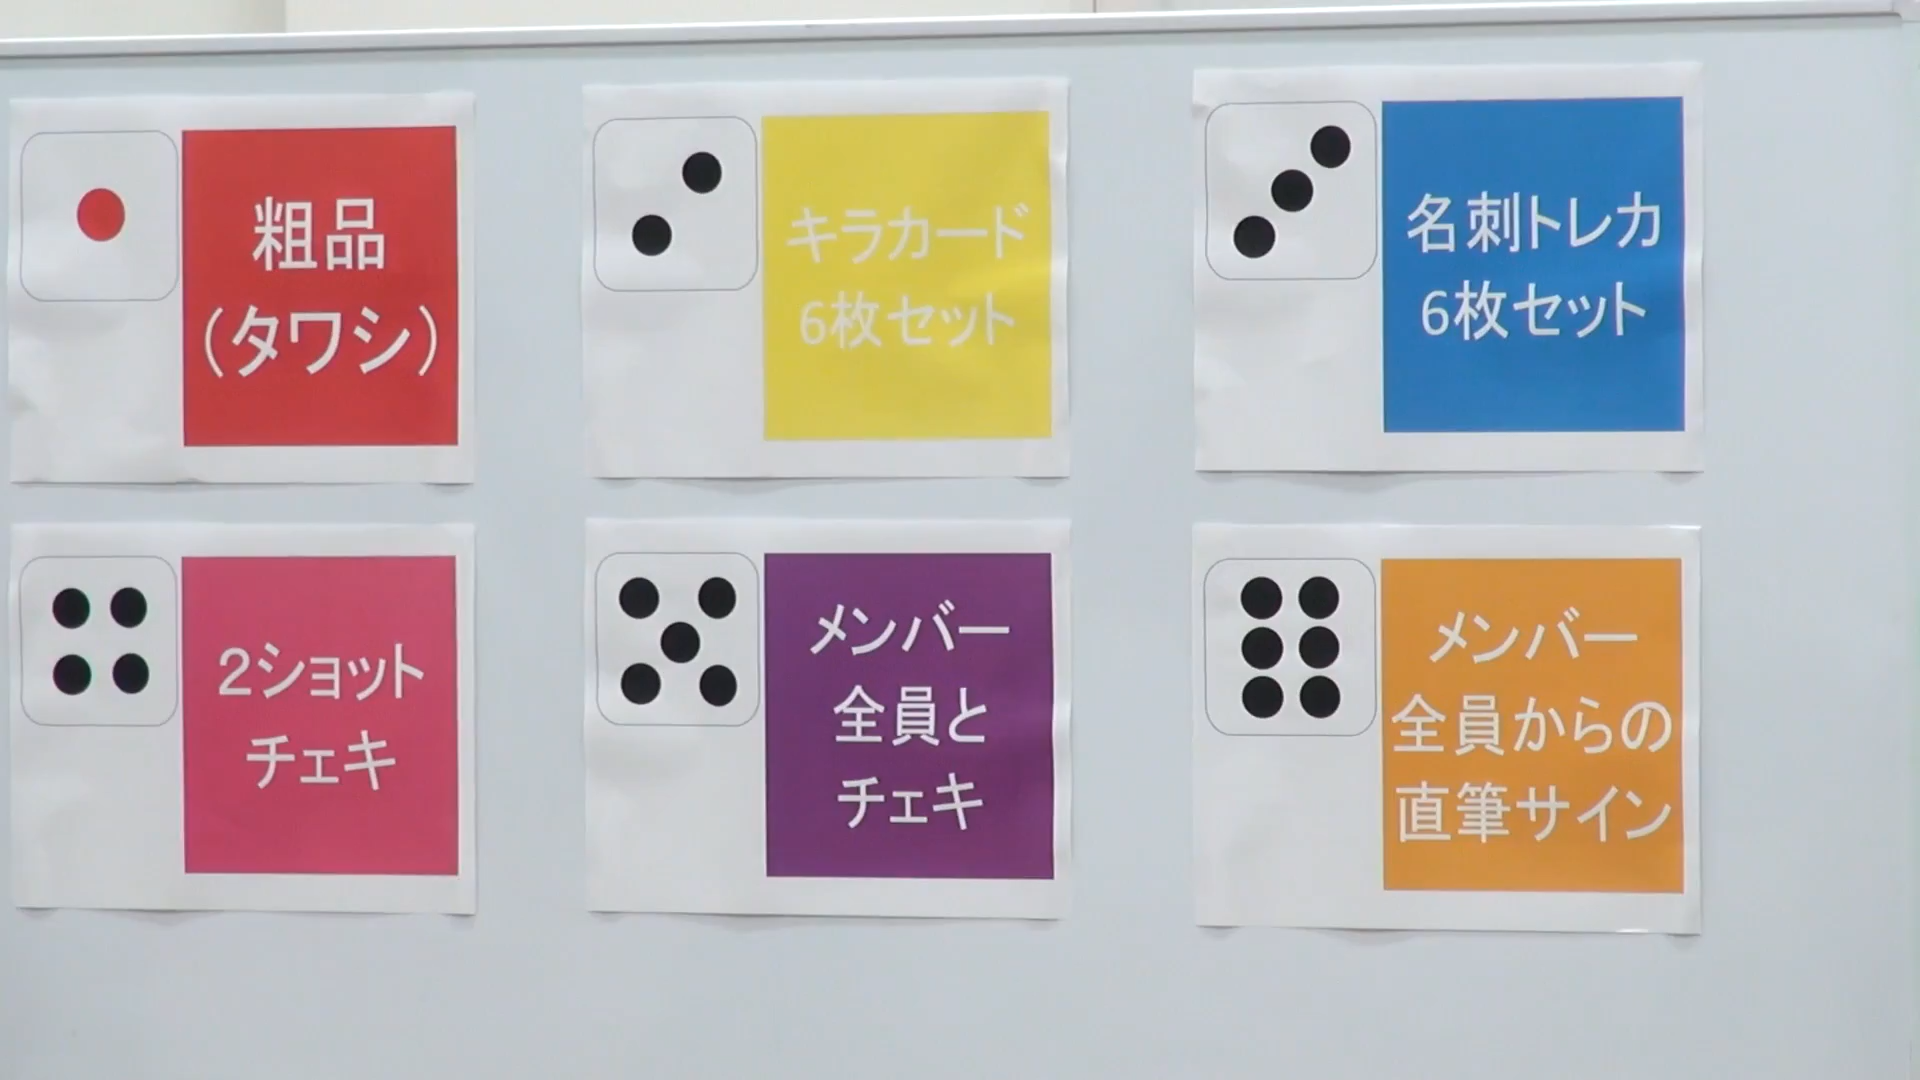 粗品
（タワシ）
キラカード
6枚セット
名刺トレカ
6枚セット
２ショット
チェキ
メンバー
全員と
チェキ
メンバー
全員からの
直筆サイン